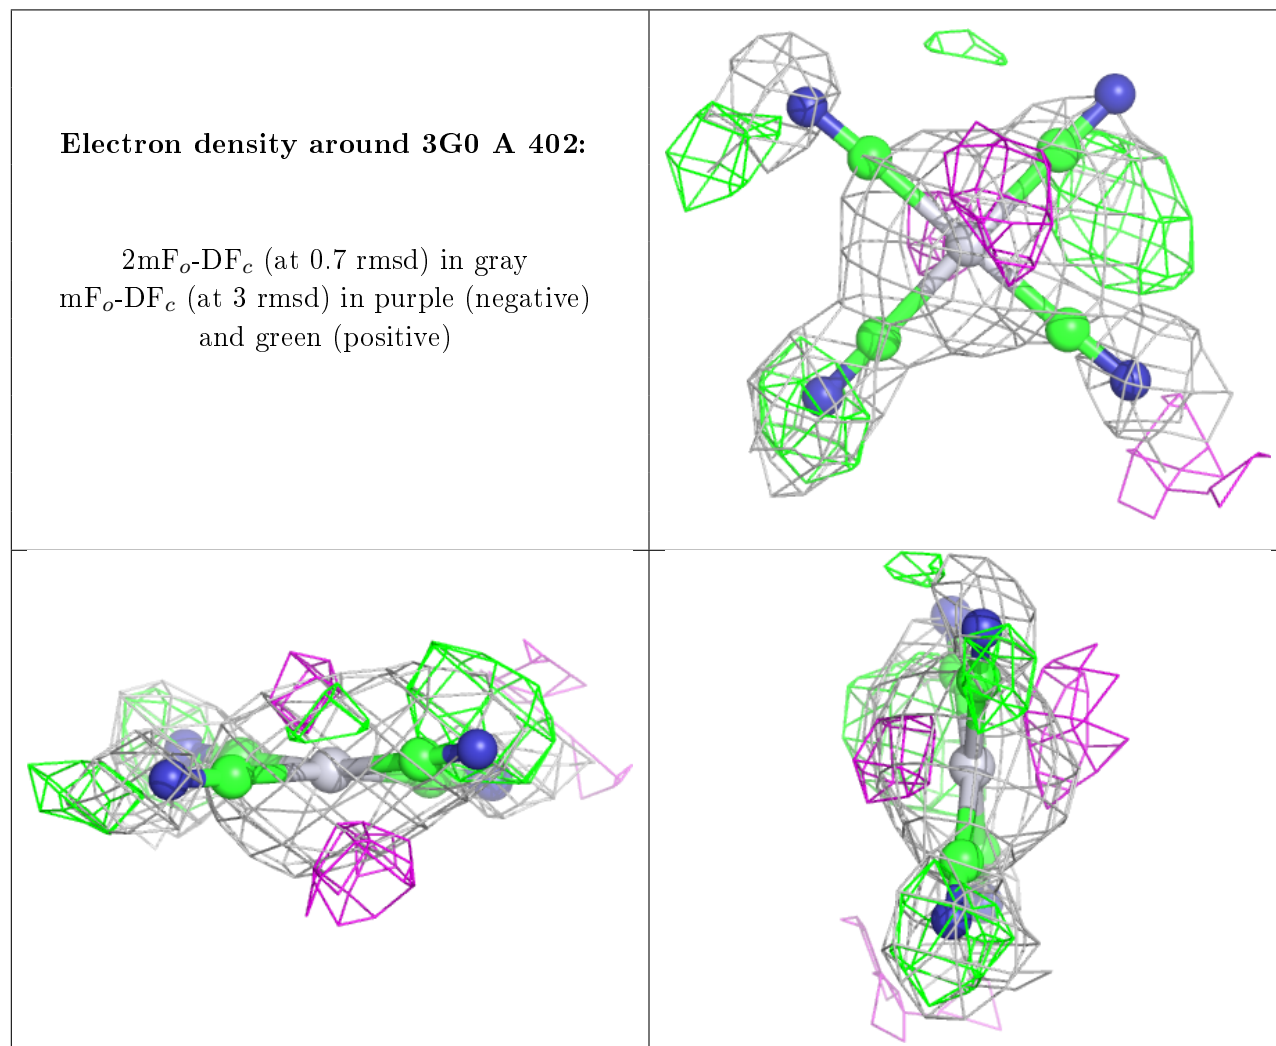 Electron density around 3G0 A 402:
2mFo-DFc (at 0.7 rmsd) in gray
mFo-DFc (at 3 rmsd) in purple (negative)
and green (positive)